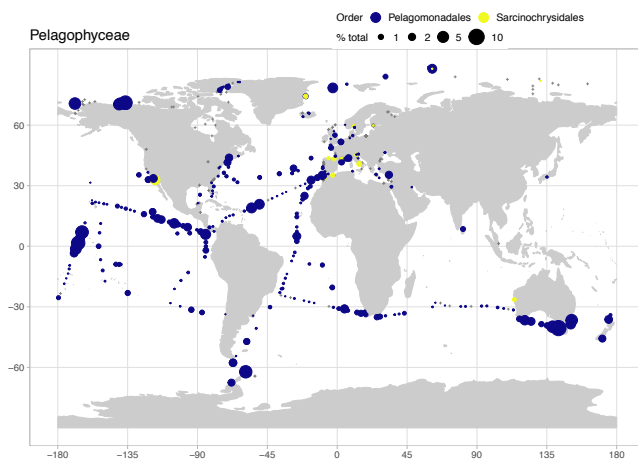 Order Pelagomonadales Sarcinochrysidales
% total 1 2 5 10
Pelagophyceae
60
30
0
−30
−60
−180 −135 −90 −45 0 45 90 135 180